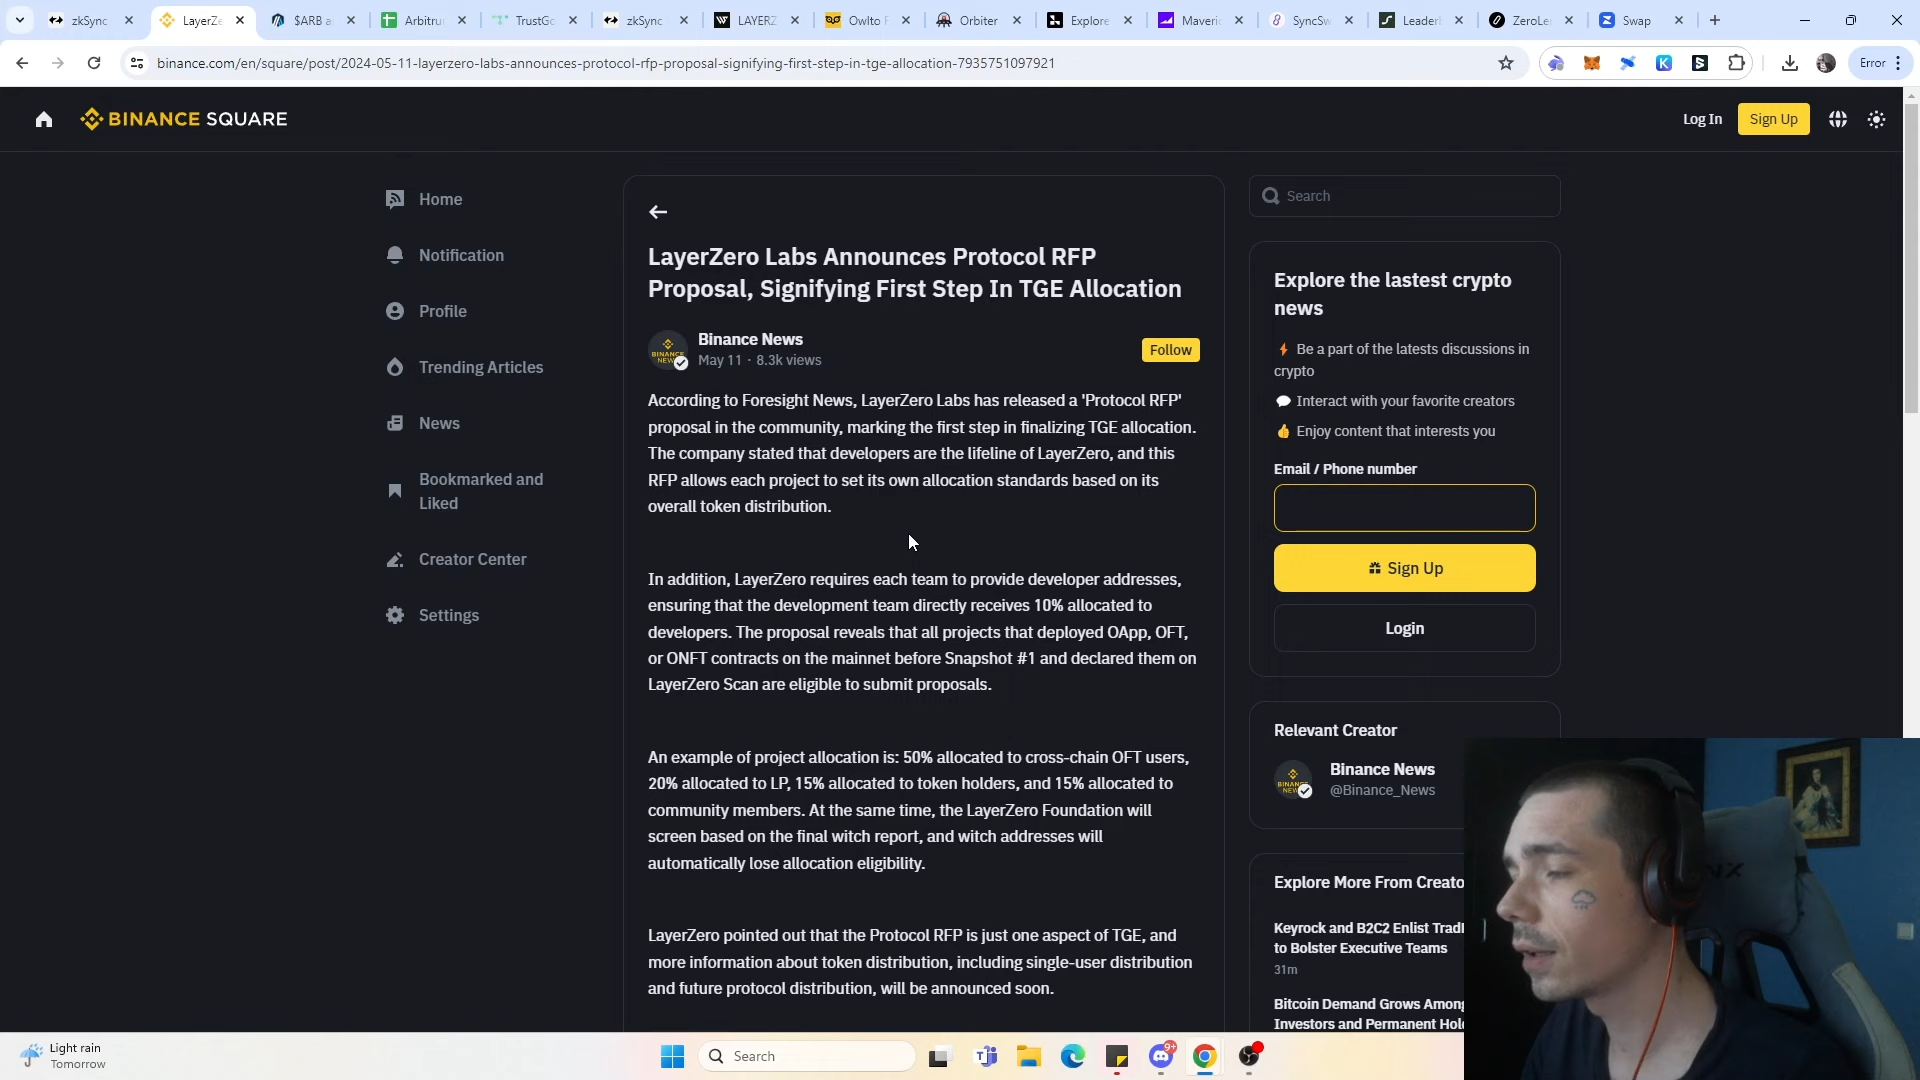 zkSync
LayerZe
$ARB a
Arbitru
TrustGo
zkSync
LAYERZ
Owlto F
Orbiter
Explore
Maveric
SyncSw
Leader
ZeroLe
Swap
binance.com/en/square/post/2024-05-11-layerzero-labs-announces-protocol-rfp-proposal-signifying-first-step-in-tge-allocation-7935751097921
Error
BINANCE SQUARE
Log In
Sign Up
Home
Notification
Profile
Trending Articles
News
Bookmarked and
Liked
Creator Center
Settings
LayerZero Labs Announces Protocol RFP
Proposal, Signifying First Step In TGE Allocation
Binance News
May 11 · 8.3k views
Follow
According to Foresight News, LayerZero Labs has released a 'Protocol RFP'
proposal in the community, marking the first step in finalizing TGE allocation.
The company stated that developers are the lifeline of LayerZero, and this
RFP allows each project to set its own allocation standards based on its
overall token distribution.
In addition, LayerZero requires each team to provide developer addresses,
ensuring that the development team directly receives 10% allocated to
developers. The proposal reveals that all projects that deployed OApp, OFT,
or ONFT contracts on the mainnet before Snapshot #1 and declared them on
LayerZero Scan are eligible to submit proposals.
An example of project allocation is: 50% allocated to cross-chain OFT users,
20% allocated to LP, 15% allocated to token holders, and 15% allocated to
community members. At the same time, the LayerZero Foundation will
screen based on the final witch report, and witch addresses will
automatically lose allocation eligibility.
LayerZero pointed out that the Protocol RFP is just one aspect of TGE, and
more information about token distribution, including single-user distribution
and future protocol distribution, will be announced soon.
Search
Explore the lastest crypto
news
Be a part of the latests discussions in
crypto
Interact with your favorite creators
Enjoy content that interests you
Email / Phone number
Sign Up
Login
Relevant Creator
Binance News
@Binance_News
Explore More From Creato
Keyrock and B2C2 Enlist Tradi
to Bolster Executive Teams
31m
Bitcoin Demand Grows Among
Investors and Permanent Hol
Light rain
Tomorrow
Search
9+